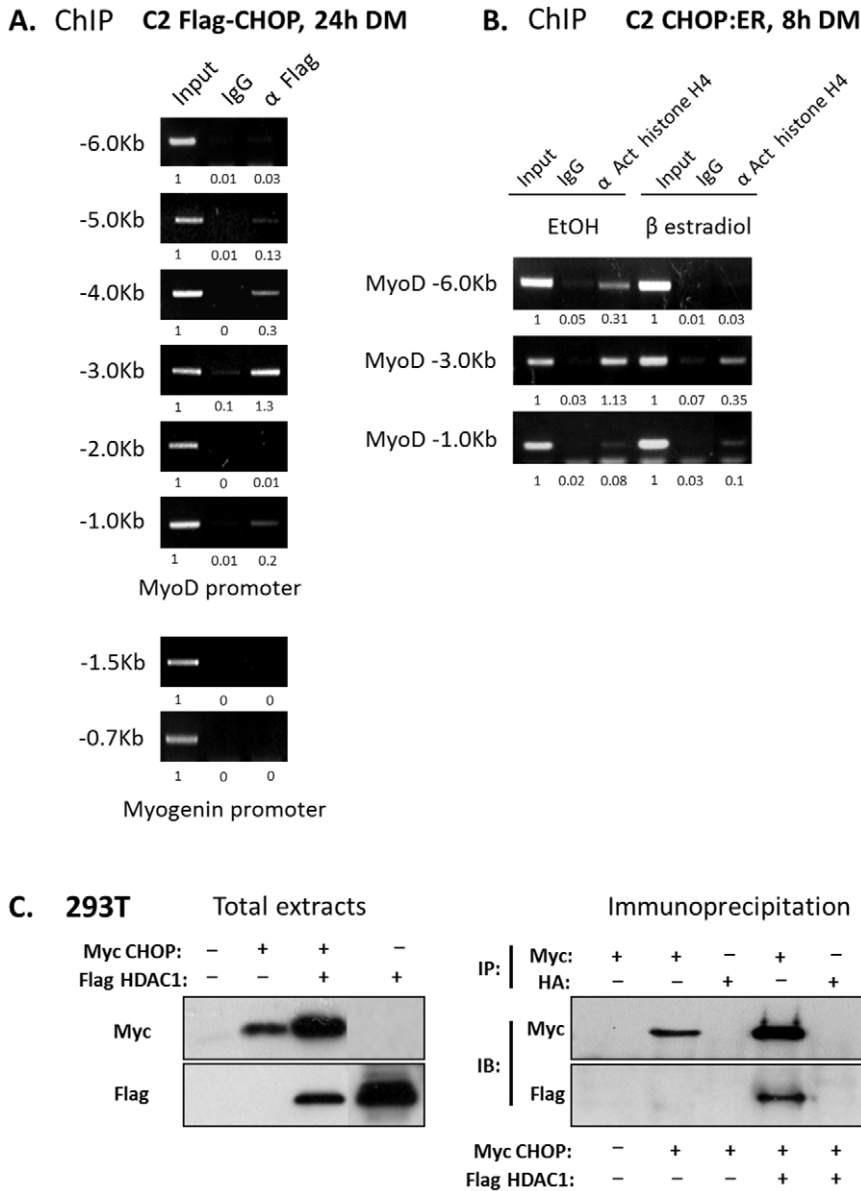 A. ChIP C2 Flag-CHOP, 24h DM
Input IgG α Flag
-6.0Kb
1 0.01 0.03
-5.0Kb
1 0.01 0.13
-4.0Kb
1 0 0.3
-3.0Kb
1 0.1 1.3
-2.0Kb
1 0 0.01
-1.0Kb
1 0.01 0.2
MyoD promoter
-1.5Kb
1 0 0
-0.7Kb
1 0 0
Myogenin promoter
B. ChIP C2 CHOP:ER, 8h DM
Input IgG α Act histone H4 Input IgG α Act histone H4
EtOH β estradiol
MyoD -6.0Kb
1 0.05 0.31 1 0.01 0.03
MyoD -3.0Kb
1 0.03 1.13 1 0.07 0.35
MyoD -1.0Kb
1 0.02 0.08 1 0.03 0.1
C. 293T Total extracts
Myc CHOP: – + + –
Flag HDAC1: – – + +
Myc
Flag
Immunoprecipitation
IP: Myc: + + – + –
HA: – – + – +
IB: Myc
Flag
Myc CHOP: – + + + +
Flag HDAC1: – – – + +